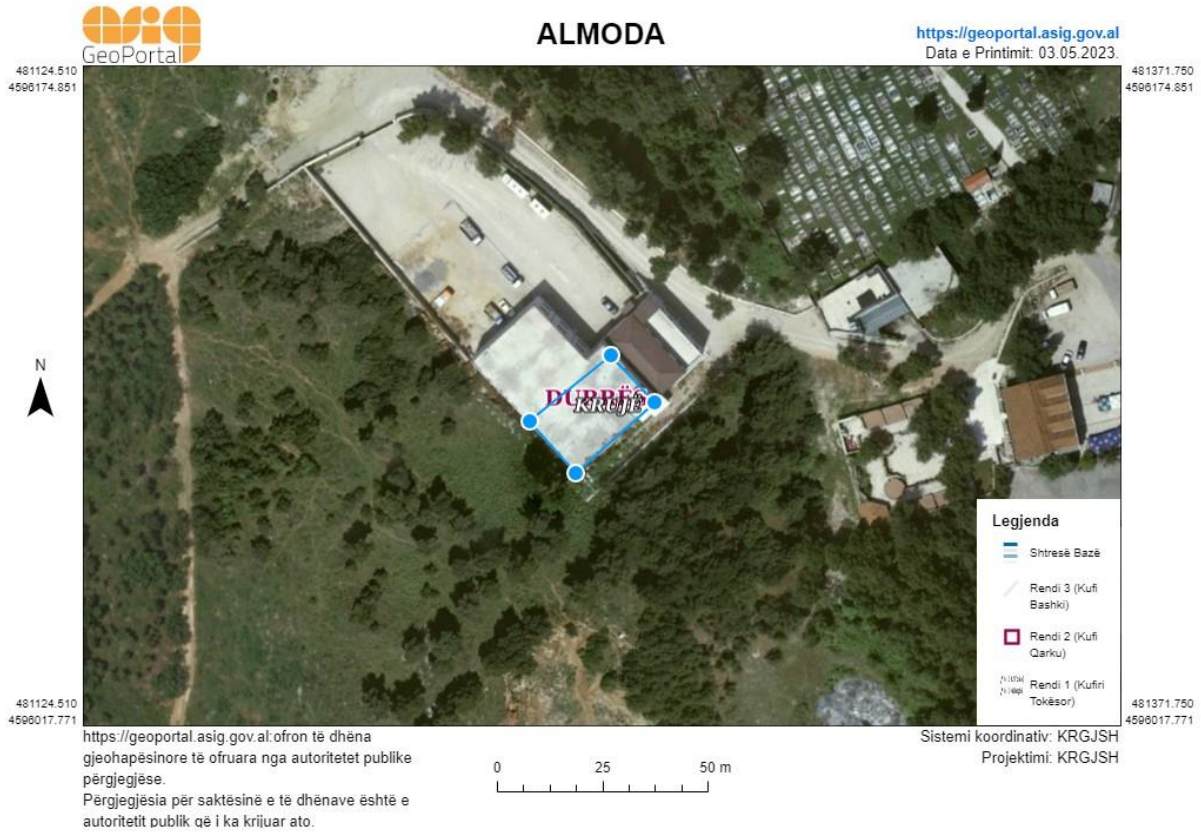 asig
GeoPortal
ALMODA
https://geoportal.asig.gov.al
Data e Printimit: 03.05.2023.
481124.510
4596174.851
481371.750
4596174.851
N
DURRËS
KRUJË
Legjenda
Shtresë Bazë
Rendi 3 (Kufi
Bashki)
Rendi 2 (Kufi
Qarku)
Rendi 1 (Kufiri
Tokësor)
481124.510
4596017.771
481371.750
4596017.771
https://geoportal.asig.gov.al:ofron të dhëna
gjeohapësinore të ofruara nga autoritetet publike
përgjegjëse.
Përgjegjësia për saktësinë e të dhënave është e
autoritetit publik që i ka krijuar ato.
0 25 50 m
Sistemi koordinativ: KRGJSH
Projektimi: KRGJSH